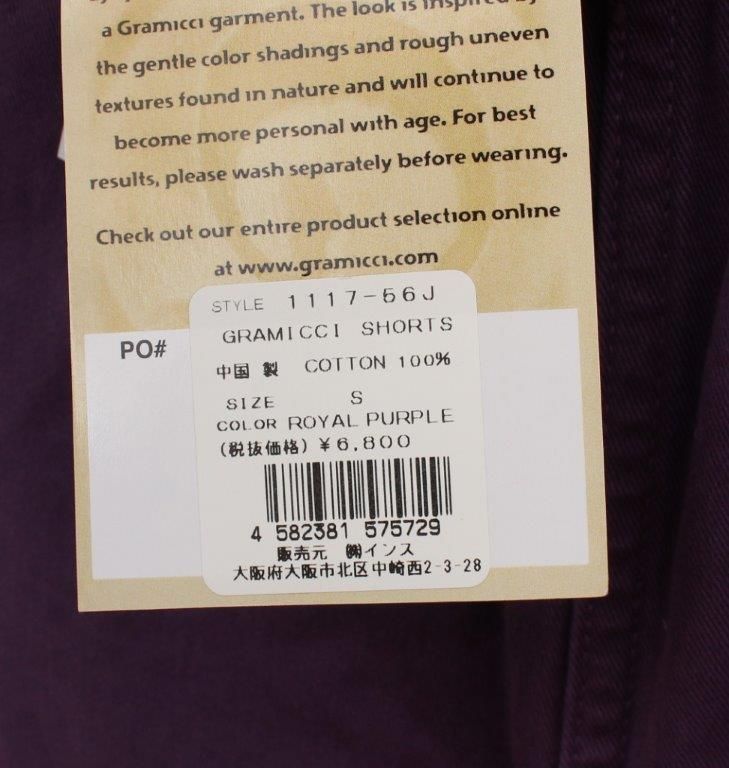 a Gramicci garment. The look is inspired by
the gentle color shadings and rough uneven
textures found in nature and will continue to
become more personal with age. For best
results, please wash separately before wearing.
Check out our entire product selection online
at www.gramicci.com
PO#
STYLE 1117-56J
GRAMICCI SHORTS
中国製 COTTON 100%
SIZE S
COLOR ROYAL PURPLE
(税抜価格) ¥6,800
4 582381 575729
販売元 ㈱インス
大阪府大阪市北区中崎西2-3-28